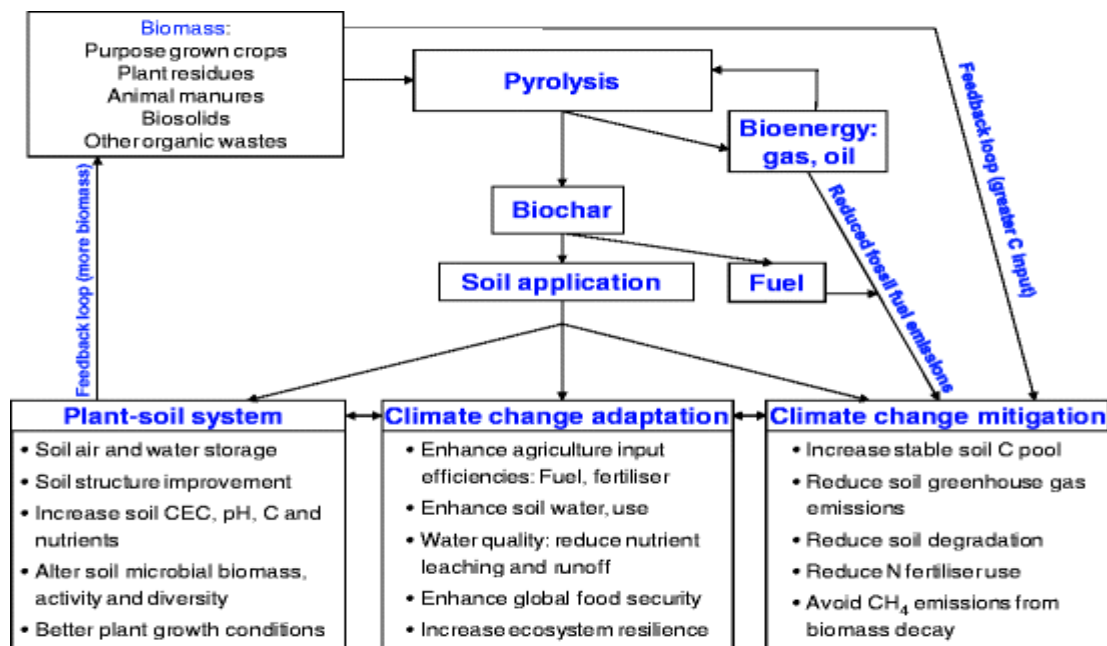 Biomass:
Purpose grown crops
Plant residues
Animal manures
Biosolids
Other organic wastes
Pyrolysis
Bioenergy:
gas, oil
Biochar
Soil application
Fuel
Feedback loop (more biomass)
Reduced fossil fuel emissions
Feedback loop (greater C input)
Plant-soil system
• Soil air and water storage
• Soil structure improvement
• Increase soil CEC, pH, C and
nutrients
• Alter soil microbial biomass,
activity and diversity
• Better plant growth conditions
Climate change adaptation
• Enhance agriculture input
efficiencies: Fuel, fertiliser
• Enhance soil water, use
• Water quality: reduce nutrient
leaching and runoff
• Enhance global food security
• Increase ecosystem resilience
Climate change mitigation
• Increase stable soil C pool
• Reduce soil greenhouse gas
emissions
• Reduce soil degradation
• Reduce N fertiliser use
• Avoid CH₄ emissions from
biomass decay